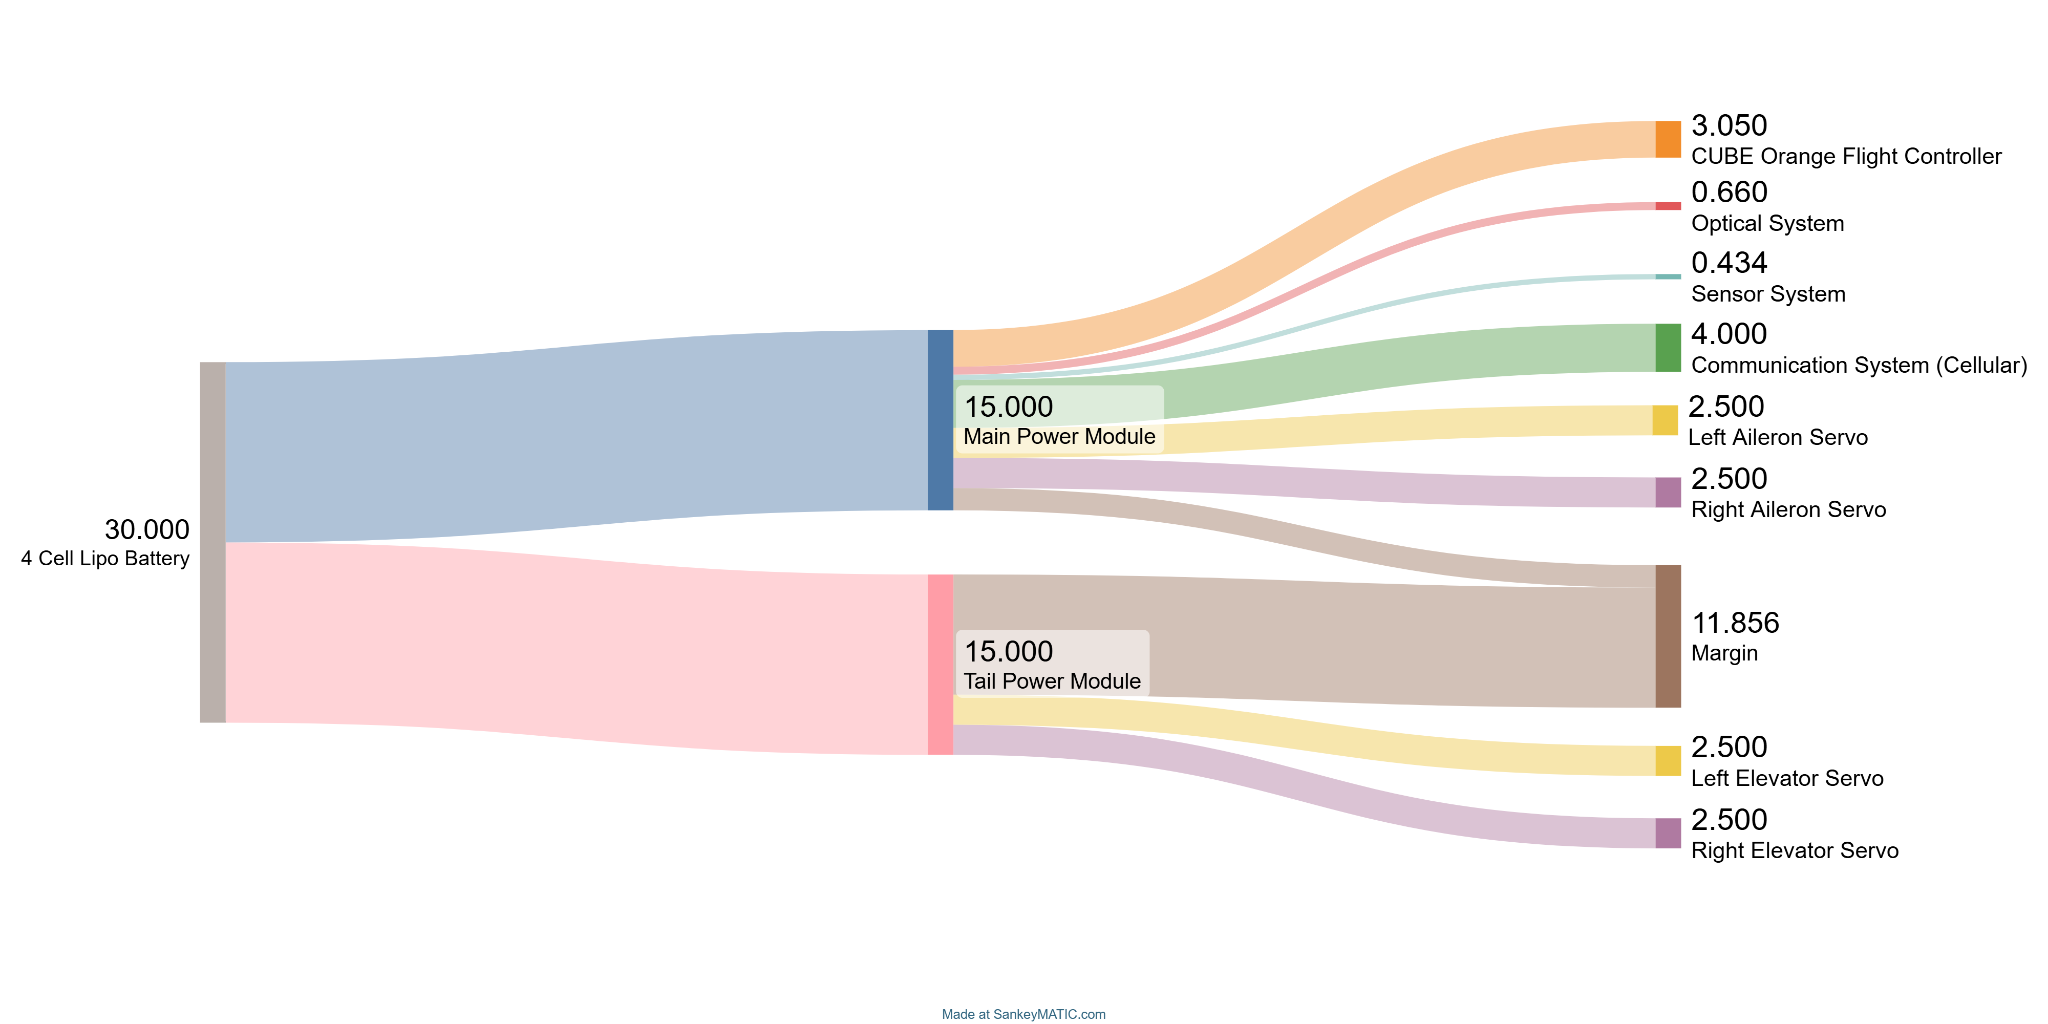 3.050
CUBE Orange Flight Controller
0.660
Optical System
0.434
Sensor System
4.000
Communication System (Cellular)
15.000
Main Power Module
2.500
Left Aileron Servo
2.500
Right Aileron Servo
30.000
4 Cell Lipo Battery
11.856
Margin
15.000
Tail Power Module
2.500
Left Elevator Servo
2.500
Right Elevator Servo
Made at SankeyMATIC.com